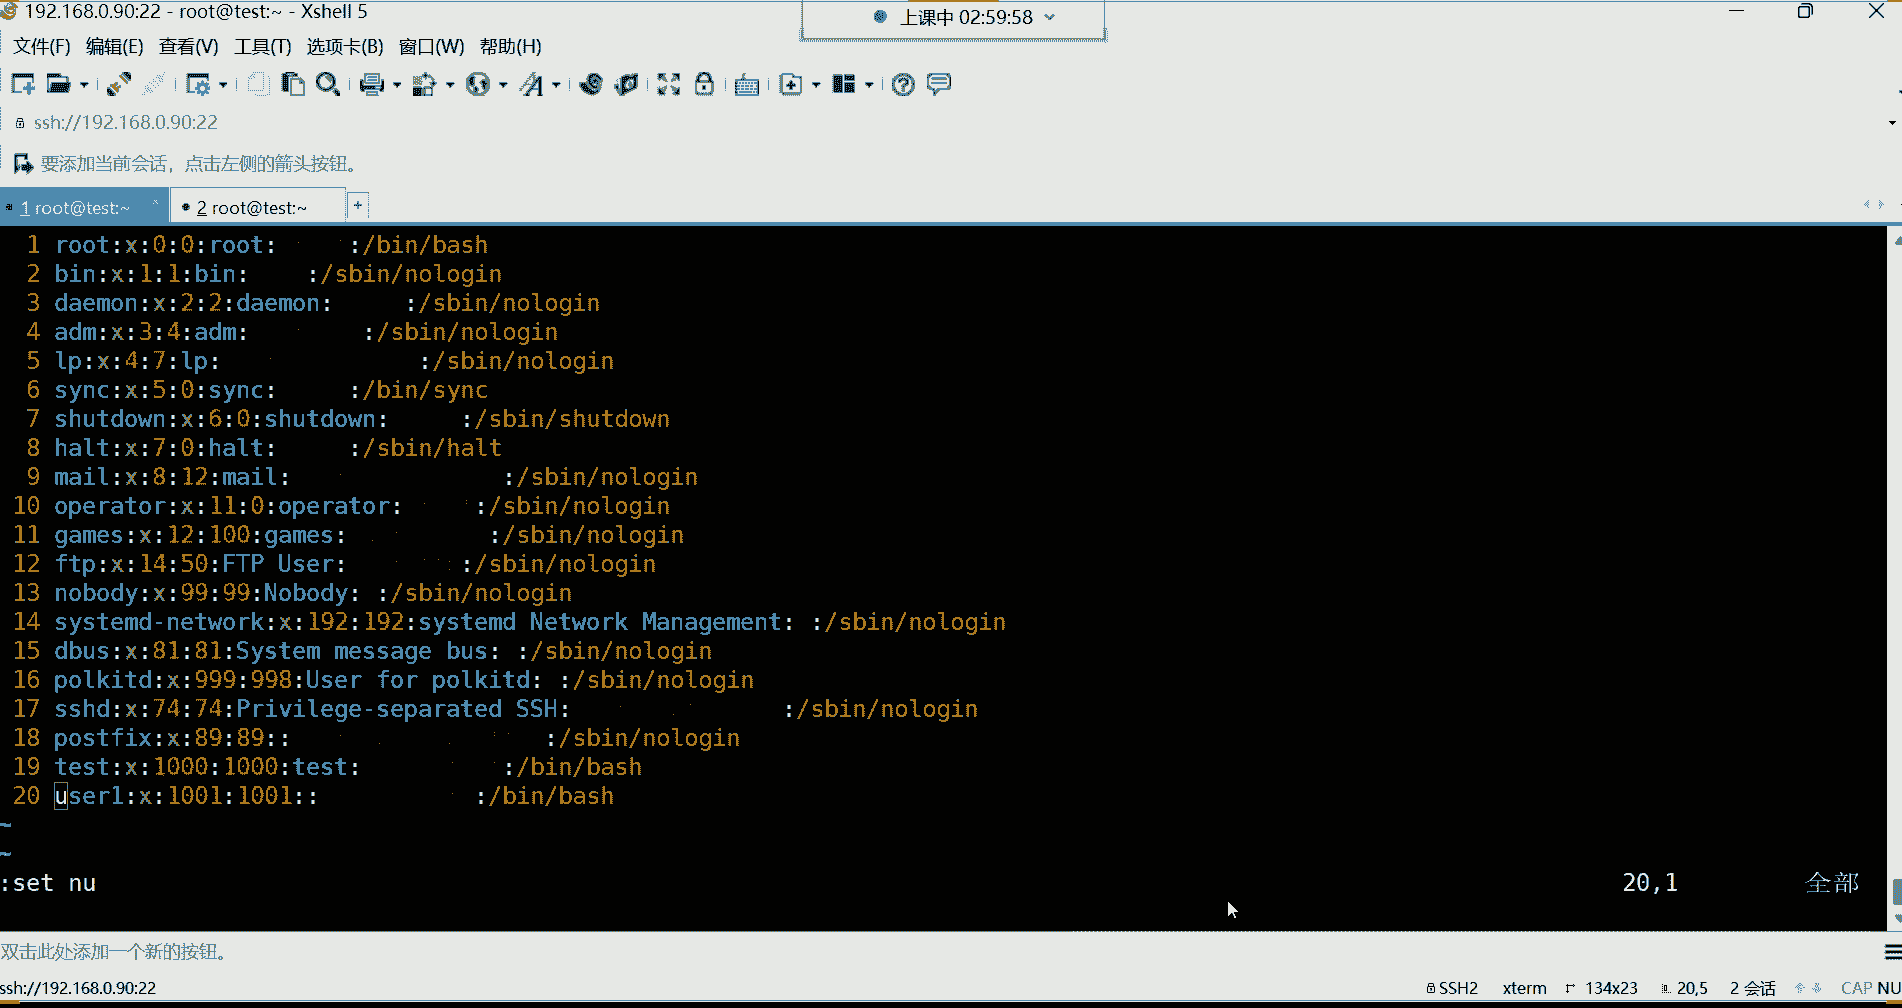 192.168.0.90:22 - root@test:~ - Xshell 5
上课中 02:59:58
文件(F) 编辑(E) 查看(V) 工具(T) 选项卡(B) 窗口(W) 帮助(H)
ssh://192.168.0.90:22
要添加当前会话，点击左侧的箭头按钮。
1 root@test:~ × 2 root@test:~ +
1 root:x:0:0:root: :/bin/bash
2 bin:x:1:1:bin: :/sbin/nologin
3 daemon:x:2:2:daemon: :/sbin/nologin
4 adm:x:3:4:adm: :/sbin/nologin
5 lp:x:4:7:lp: :/sbin/nologin
6 sync:x:5:0:sync: :/bin/sync
7 shutdown:x:6:0:shutdown: :/sbin/shutdown
8 halt:x:7:0:halt: :/sbin/halt
9 mail:x:8:12:mail: :/sbin/nologin
10 operator:x:11:0:operator: :/sbin/nologin
11 games:x:12:100:games: :/sbin/nologin
12 ftp:x:14:50:FTP User: :/sbin/nologin
13 nobody:x:99:99:Nobody: :/sbin/nologin
14 systemd-network:x:192:192:systemd Network Management: :/sbin/nologin
15 dbus:x:81:81:System message bus: :/sbin/nologin
16 polkitd:x:999:998:User for polkitd: :/sbin/nologin
17 sshd:x:74:74:Privilege-separated SSH: :/sbin/nologin
18 postfix:x:89:89:: :/sbin/nologin
19 test:x:1000:1000:test: :/bin/bash
20 user1:x:1001:1001:: :/bin/bash
~
~
:set nu 20,1 全部
双击此处添加一个新的按钮。
ssh://192.168.0.90:22 SSH2 xterm 134x23 20,5 2 会话 CAP NU